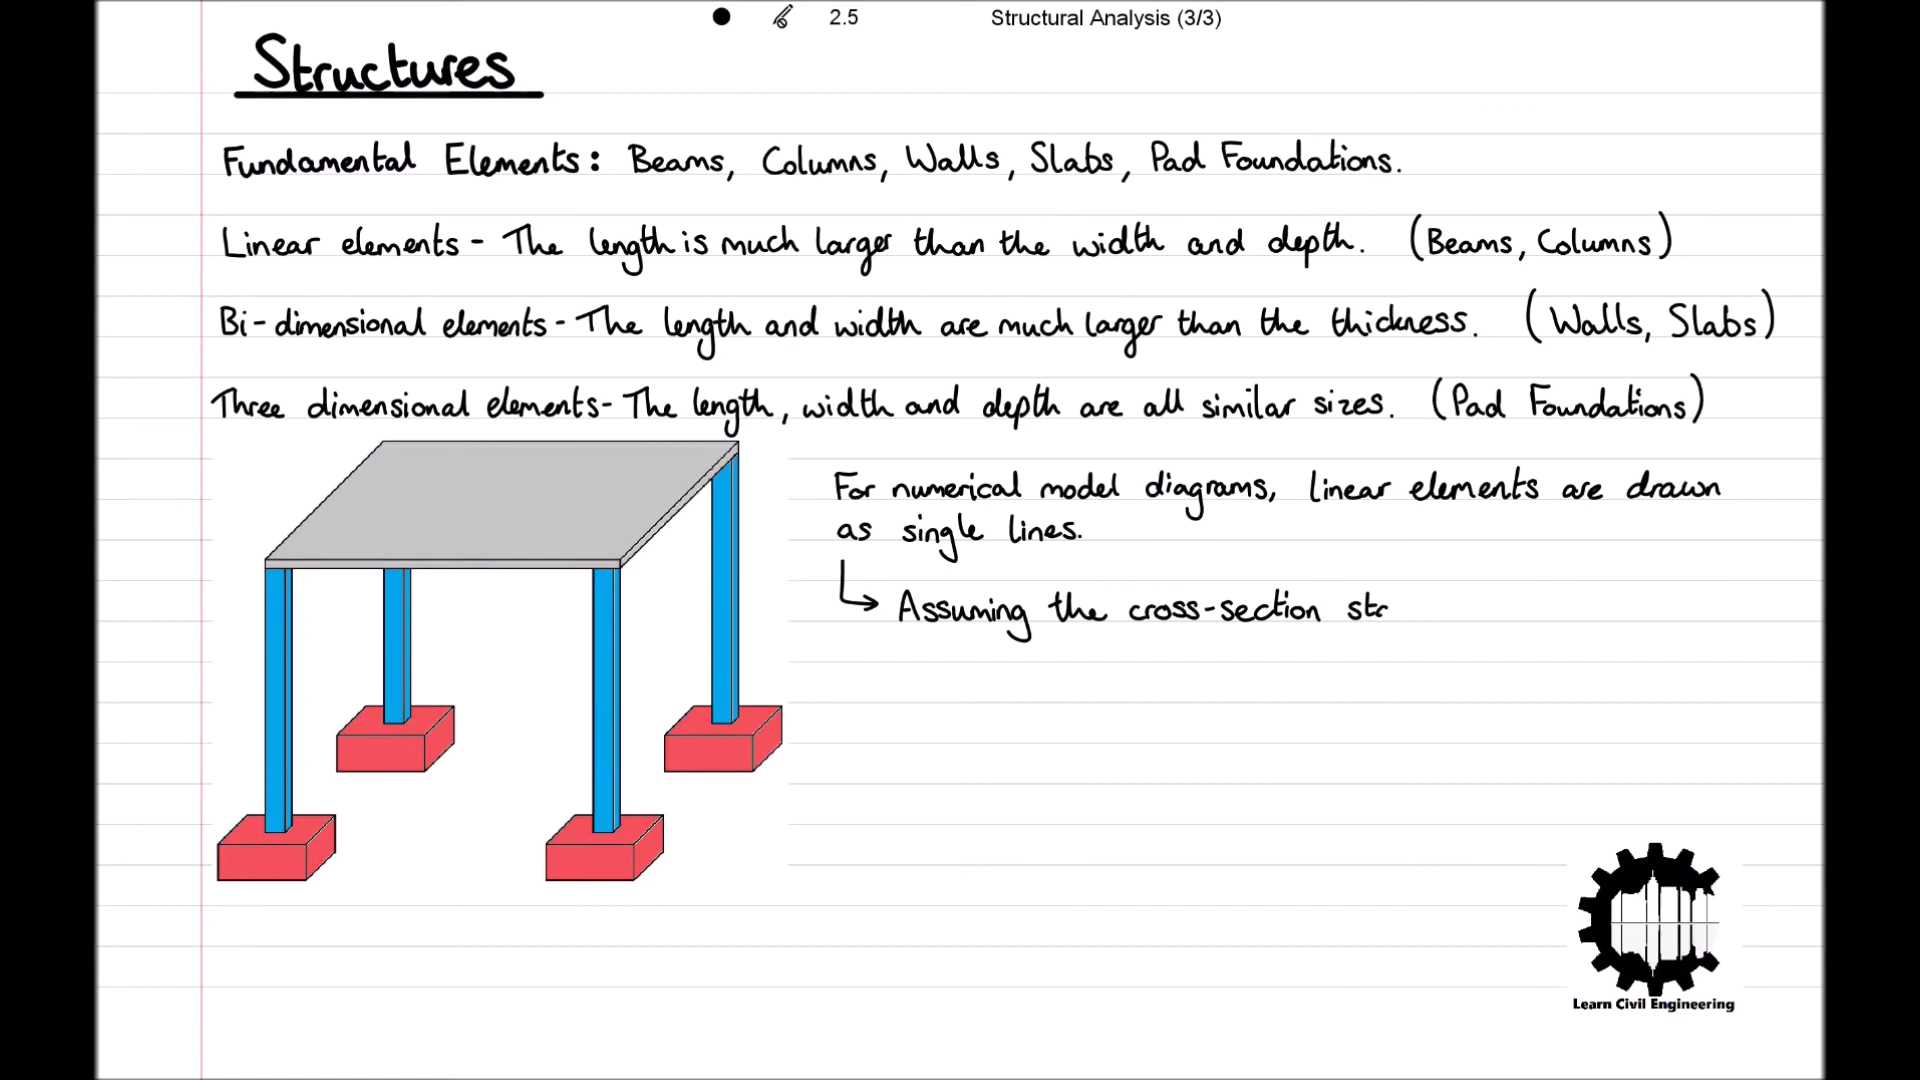 2.5 Structural Analysis (3/3)
Structures
Fundamental Elements: Beams, Columns, Walls, Slabs, Pad Foundations.
Linear elements - The length is much larger than the width and depth. (Beams, Columns)
Bi-dimensional elements - The length and width are much larger than the thickness. (Walls, Slabs)
Three dimensional elements - The length, width and depth are all similar sizes. (Pad Foundations)
For numerical model diagrams, linear elements are drawn
as single lines.
Assuming the cross-section str
Learn Civil Engineering